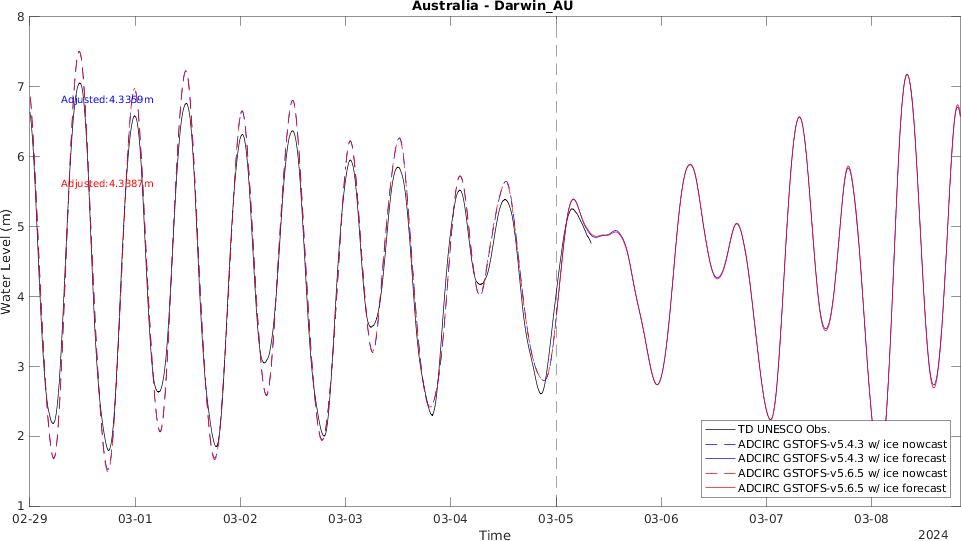 Australia - Darwin_AU
8
7
6
5
4
3
2
1
Water Level (m)
Adjusted:4.3359m
Adjusted:4.3387m
TD UNESCO Obs.
ADCIRC GSTOFS-v5.4.3 w/ ice nowcast
ADCIRC GSTOFS-v5.4.3 w/ ice forecast
ADCIRC GSTOFS-v5.6.5 w/ ice nowcast
ADCIRC GSTOFS-v5.6.5 w/ ice forecast
02-29 03-01 03-02 03-03 03-04 03-05 03-06 03-07 03-08
Time
2024